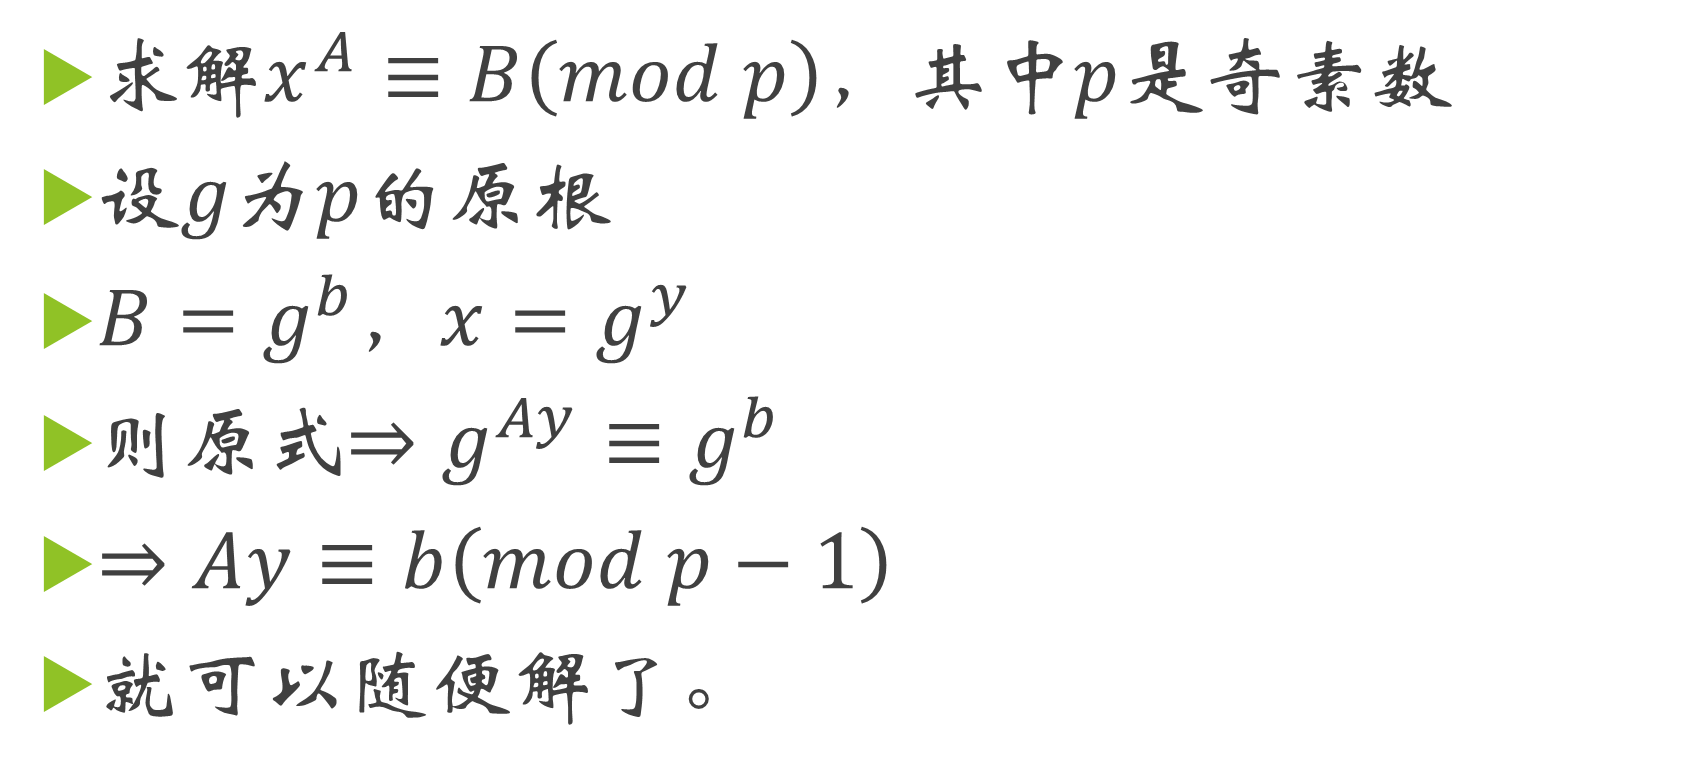 求解x^A ≡ B(mod p)，其中p是奇素数
设g为p的原根
B = g^b，x = g^y
则原式⇒ g^{Ay} ≡ g^b
⇒ Ay ≡ b(mod p − 1)
就可以随便解了。